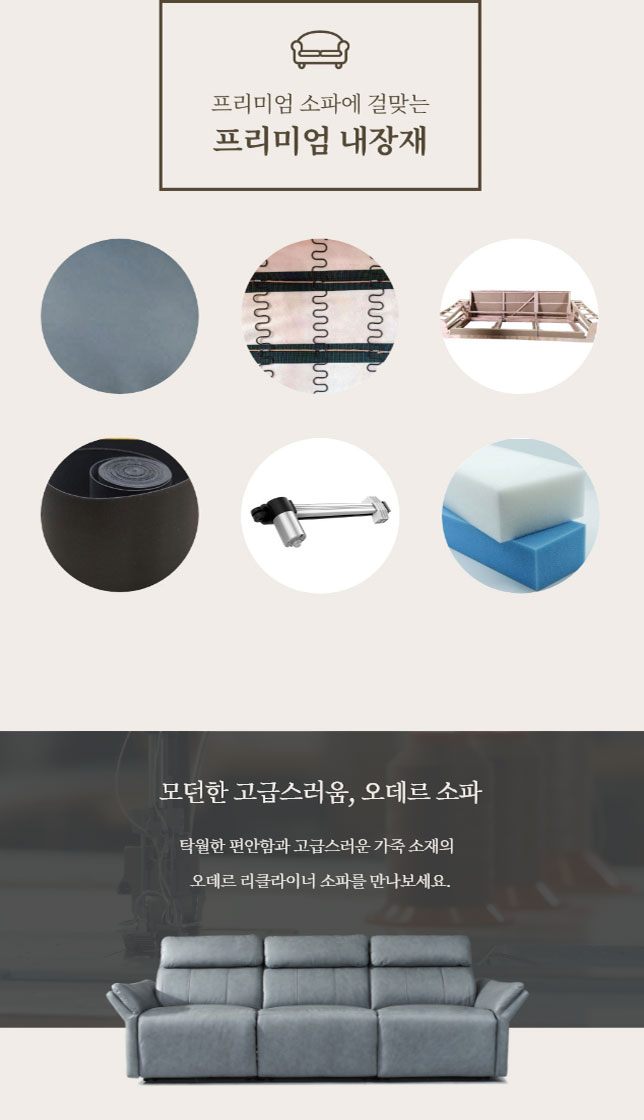 프리미엄 소파에 걸맞는
프리미엄 내장재
모던한 고급스러움, 오데르 소파
탁월한 편안함과 고급스러운 가죽 소재의
오데르 리클라이너 소파를 만나보세요.